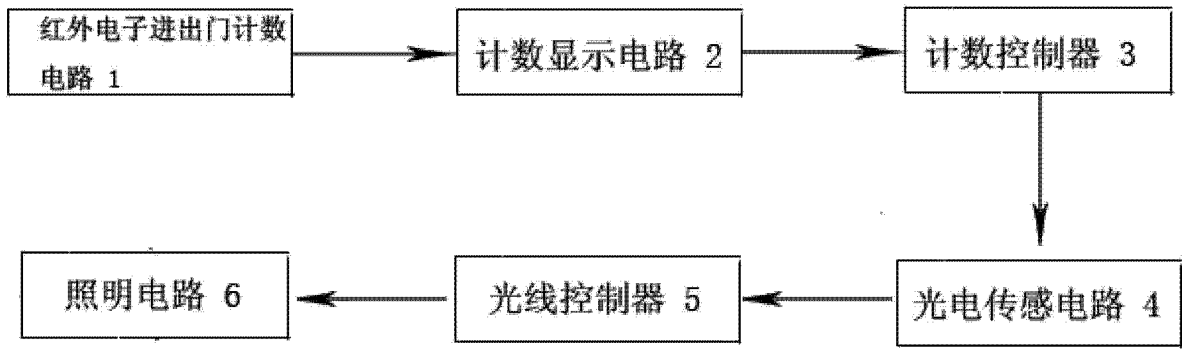 红外电子进出门计数
电路 1
计数显示电路 2
计数控制器 3
照明电路 6
光线控制器 5
光电传感电路 4